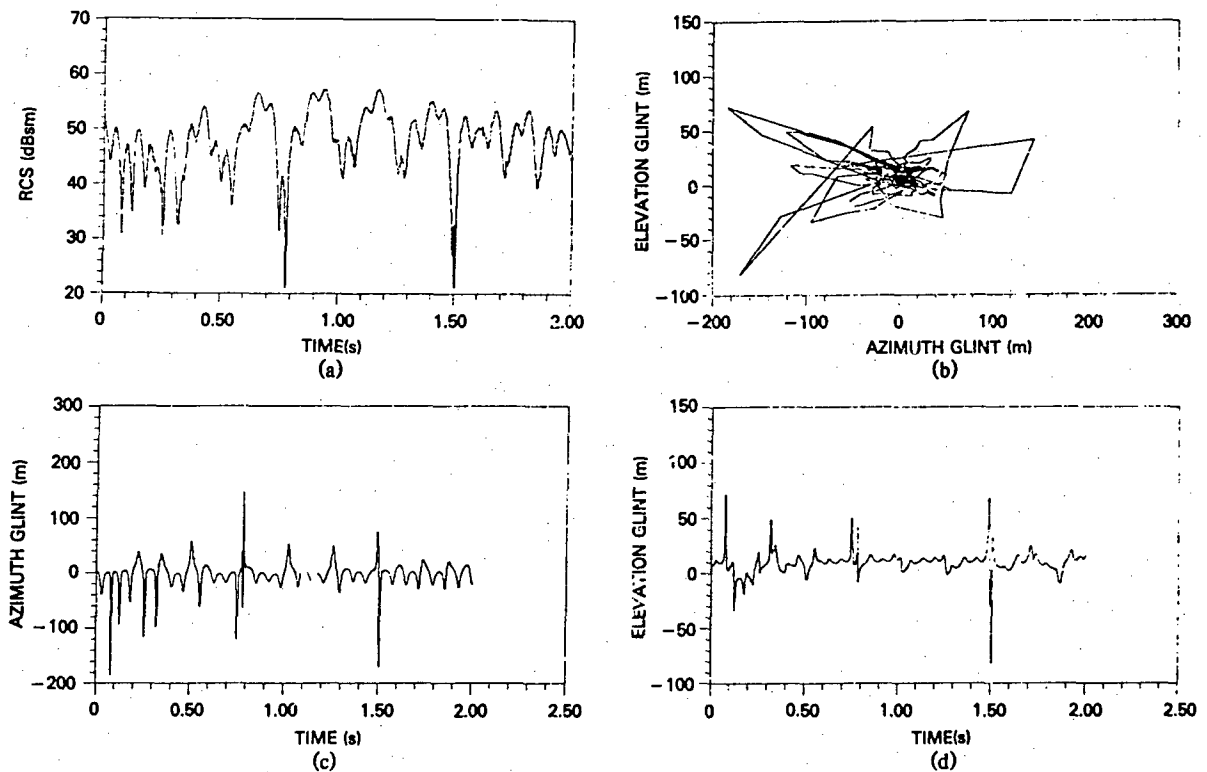 70
60
50
40
30
20
RCS (dBsm)
0 0.50 1.00 1.50 2.00
TIME(s)
(a)
150
100
50
0
−50
−100
ELEVATION GLINT (m)
−200 −100 0 100 200 300
AZIMUTH GLINT (m)
(b)
300
200
100
0
−100
−200
AZIMUTH GLINT (m)
0 0.50 1.00 1.50 2.00 2.50
TIME (s)
(c)
150
100
50
0
−50
−100
ELEVATION GLINT (m)
0 0.50 1.00 1.50 2.00 2.50
TIME(s)
(d)